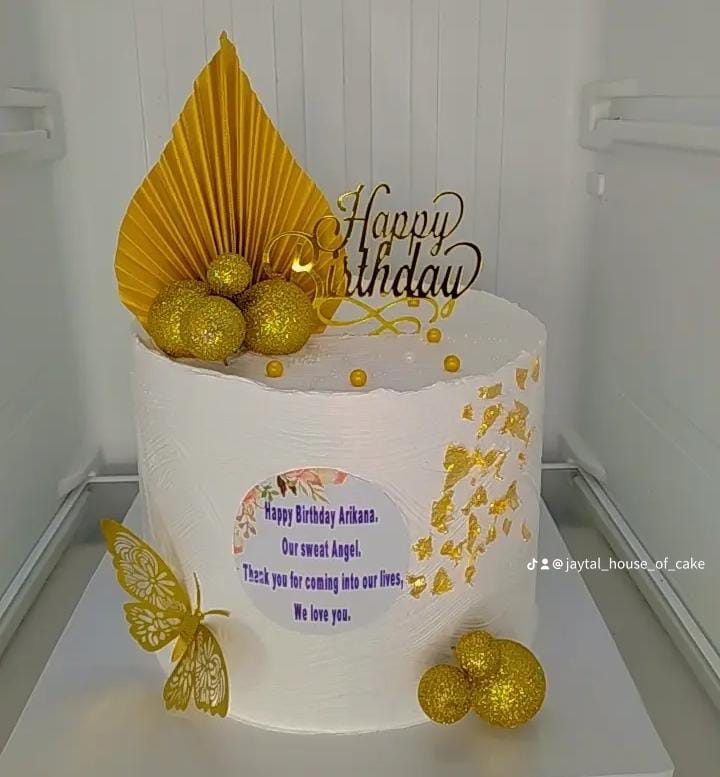 Happy
Birthday
Happy Birthday Arikana.
Our sweat Angel.
Thank you for coming into our lives,
We love you.
@jaytal_house_of_cake